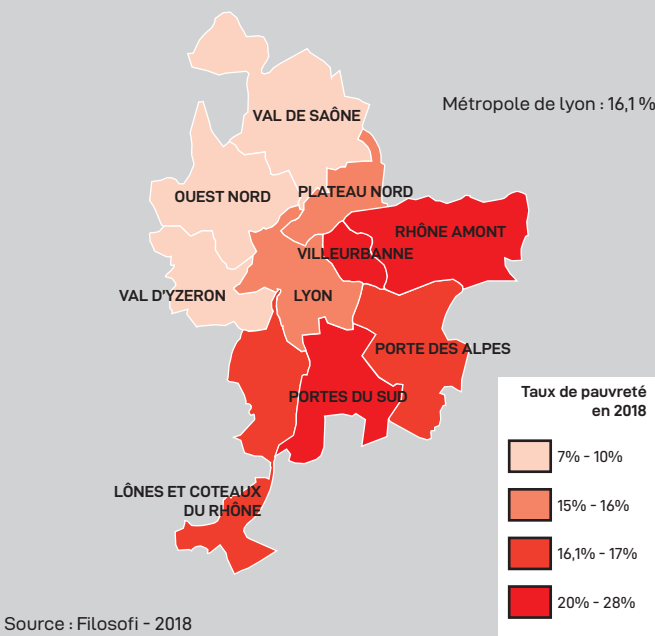 VAL DE SAÔNE
Métropole de lyon : 16,1 %
OUEST NORD
PLATEAU NORD
RHÔNE AMONT
VILLEURBANNE
VAL D'YZERON
LYON
PORTE DES ALPES
PORTES DU SUD
Taux de pauvreté
en 2018
7% - 10%
15% - 16%
16,1% - 17%
20% - 28%
LÔNES ET COTEAUX
DU RHÔNE
Source : Filosofi - 2018